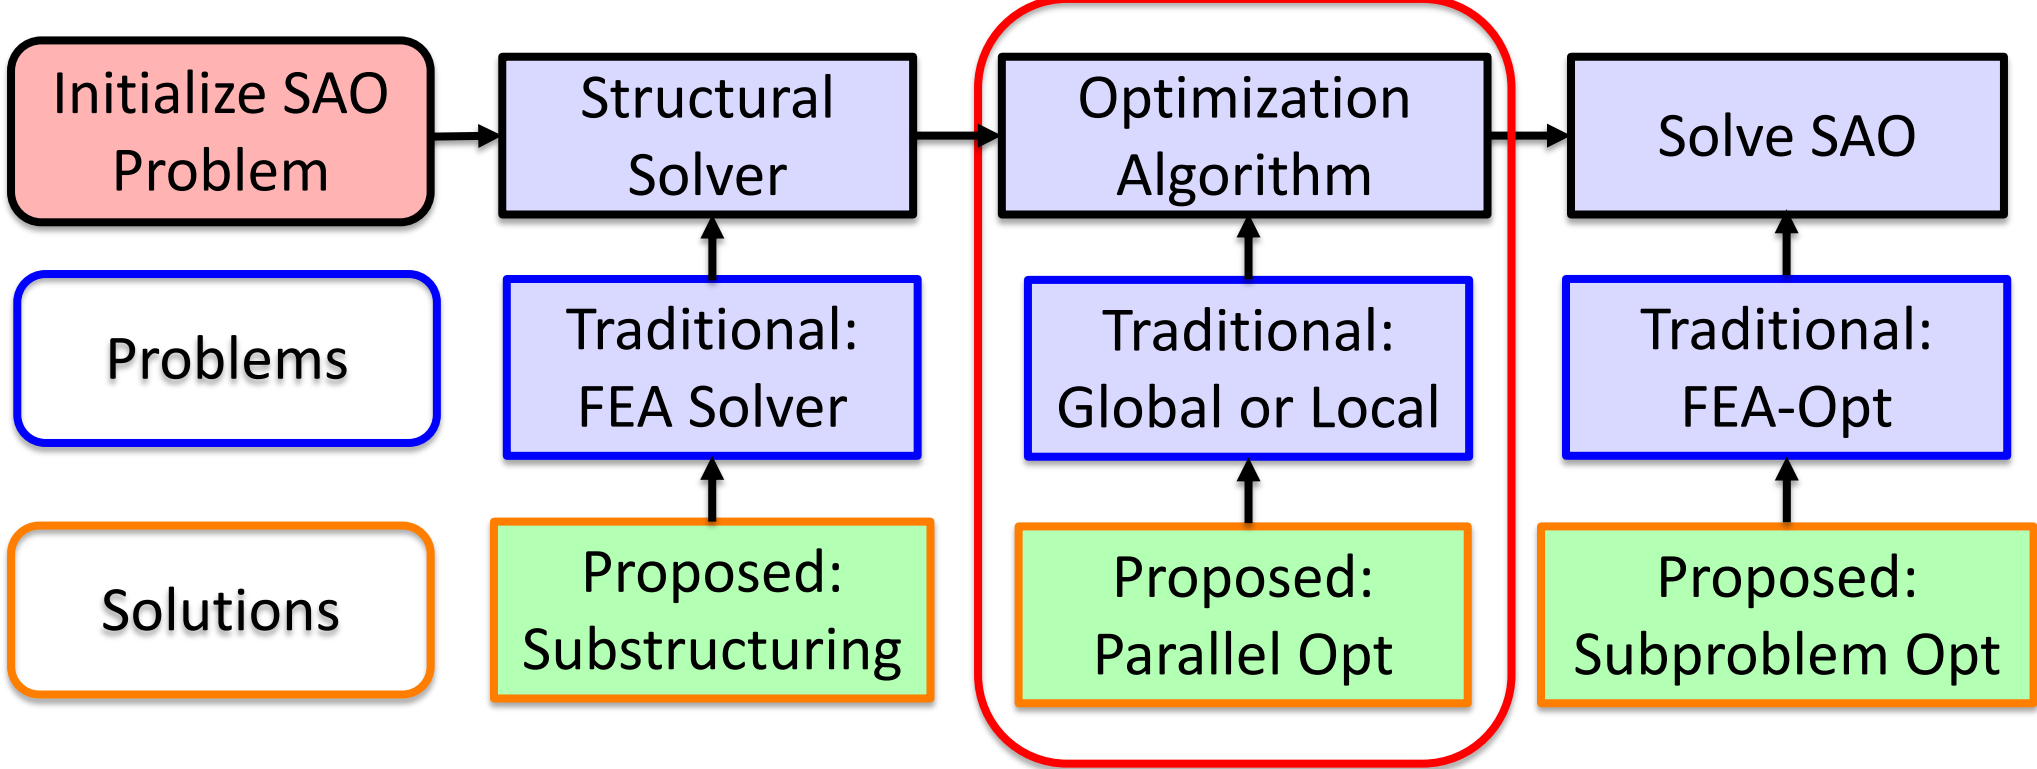 Initialize SAO
Problem
Structural
Solver
Optimization
Algorithm
Solve SAO
Problems
Traditional:
FEA Solver
Traditional:
Global or Local
Traditional:
FEA-Opt
Solutions
Proposed:
Substructuring
Proposed:
Parallel Opt
Proposed:
Subproblem Opt